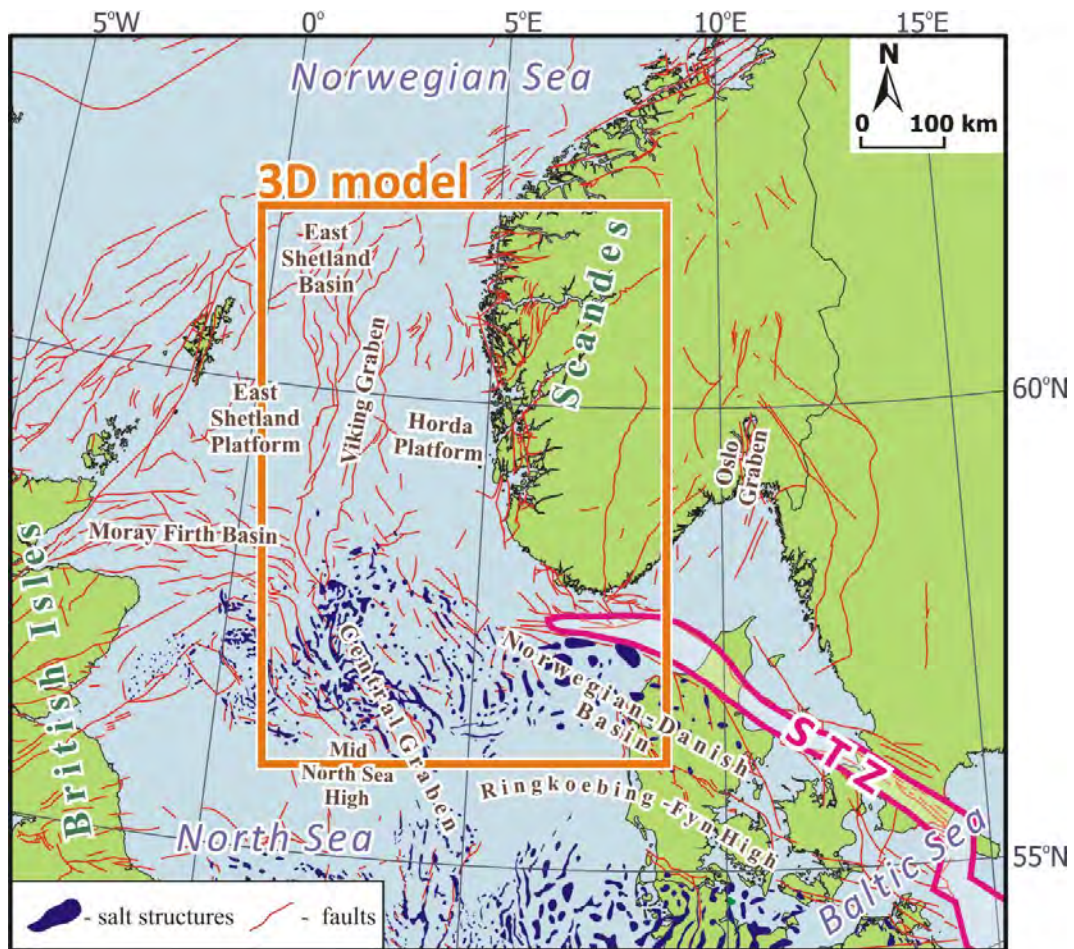 5°W
0°
5°E
10°E
15°E
Norwegian Sea
N
0 100 km
3D model
East
Shetland
Basin
Scandes
Viking Graben
60°N
East
Shetland
Platform
Horda
Platform
Oslo
Graben
Moray Firth Basin
British Isles
Central Graben
Norwegian-Danish
Basin
STZ
Mid
North Sea
High
Ringkoebing-Fyn-High
North Sea
Baltic Sea
55°N
- salt structures
- faults